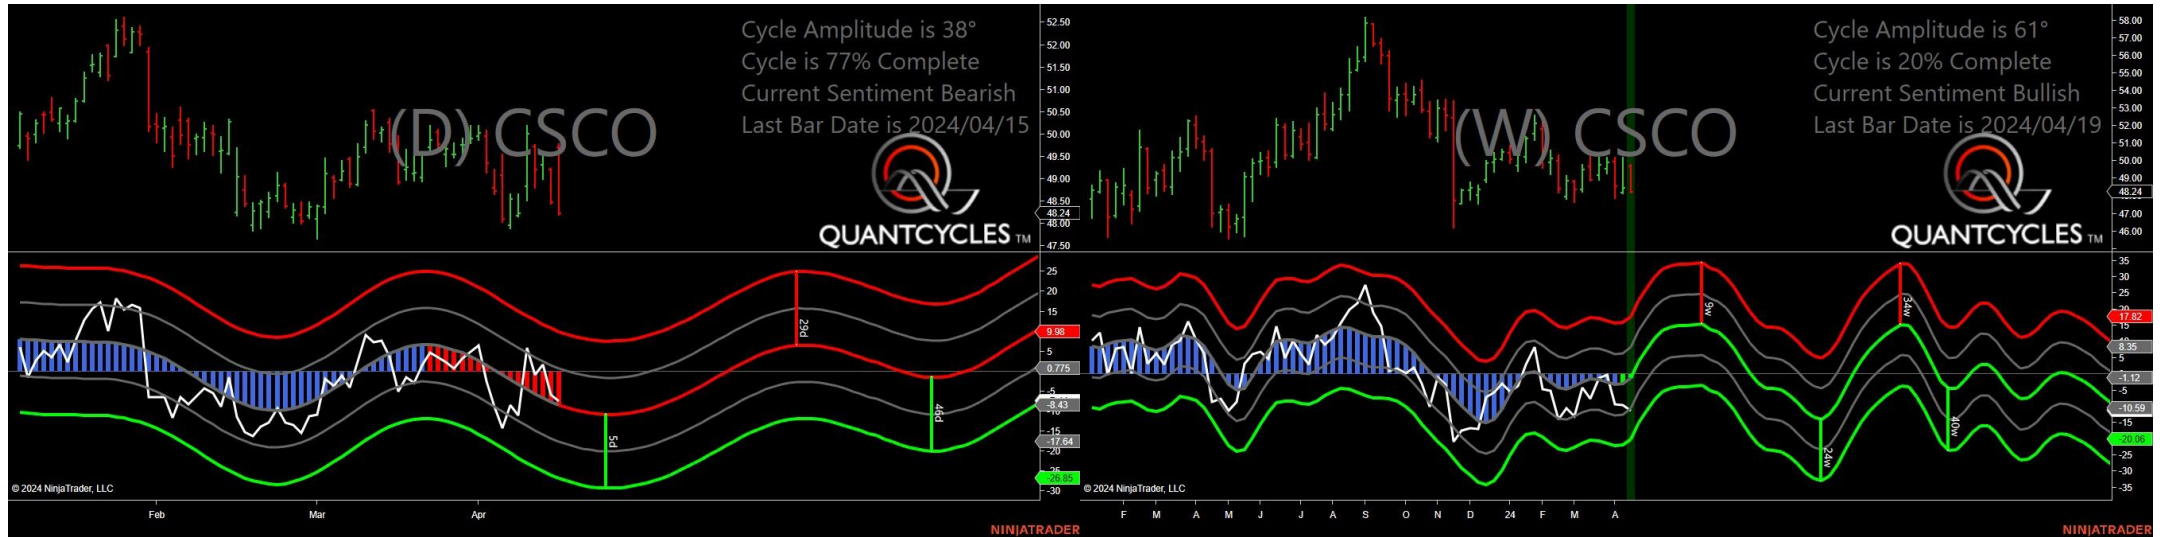 Cycle Amplitude is 38°
Cycle is 77% Complete
Current Sentiment Bearish
Last Bar Date is 2024/04/15
(D) CSCO
QUANTCYCLES TM
52.50
52.00
51.50
51.00
50.50
50.00
49.50
49.00
48.50
48.24
48.00
47.50
25
20
15
9.98
5
0.775
-8.43
-15
-17.64
-20
-26.85
-30
29d
5d
46d
© 2024 NinjaTrader, LLC
Feb Mar Apr
NINJATRADER
Cycle Amplitude is 61°
Cycle is 20% Complete
Current Sentiment Bullish
Last Bar Date is 2024/04/19
(W) CSCO
QUANTCYCLES TM
58.00
57.00
56.00
55.00
54.00
53.00
52.00
51.00
50.00
49.00
48.24
47.00
46.00
35
30
25
17.82
8.35
-1.12
-5
-10.59
-15
-20.06
-25
-30
-35
9w
34w
24w
40w
© 2024 NinjaTrader, LLC
F M A M J J A S O N D 24 F M A
NINJATRADER